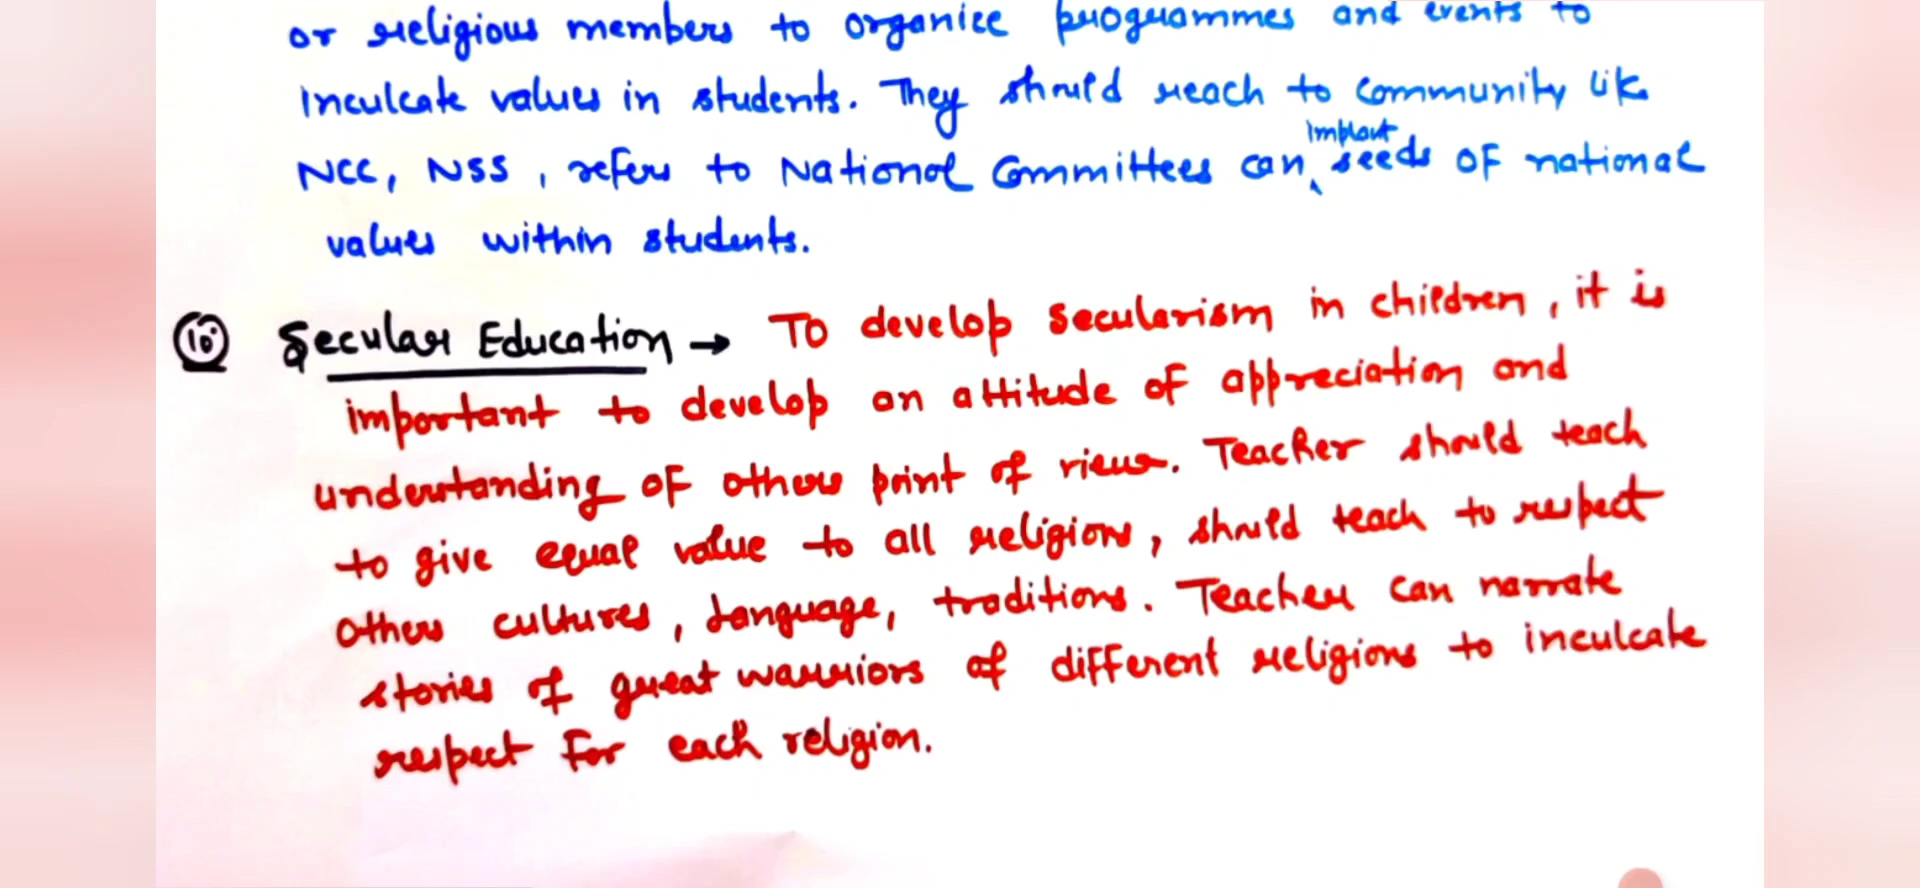 or religious members to organice programmes and events to
inculcate values in students. They should reach to community like
NCC, NSS, refers to National Committees can implant seeds of national
values within students.
10 Secular Education → To develop secularism in children, it is
important to develop an attitude of appreciation and
understanding of others point of view. Teacher should teach
to give equal value to all religions, should teach to respect
others cultures, language, traditions. Teacher can narrate
stories of great warriors of different religions to inculcate
respect for each religion.